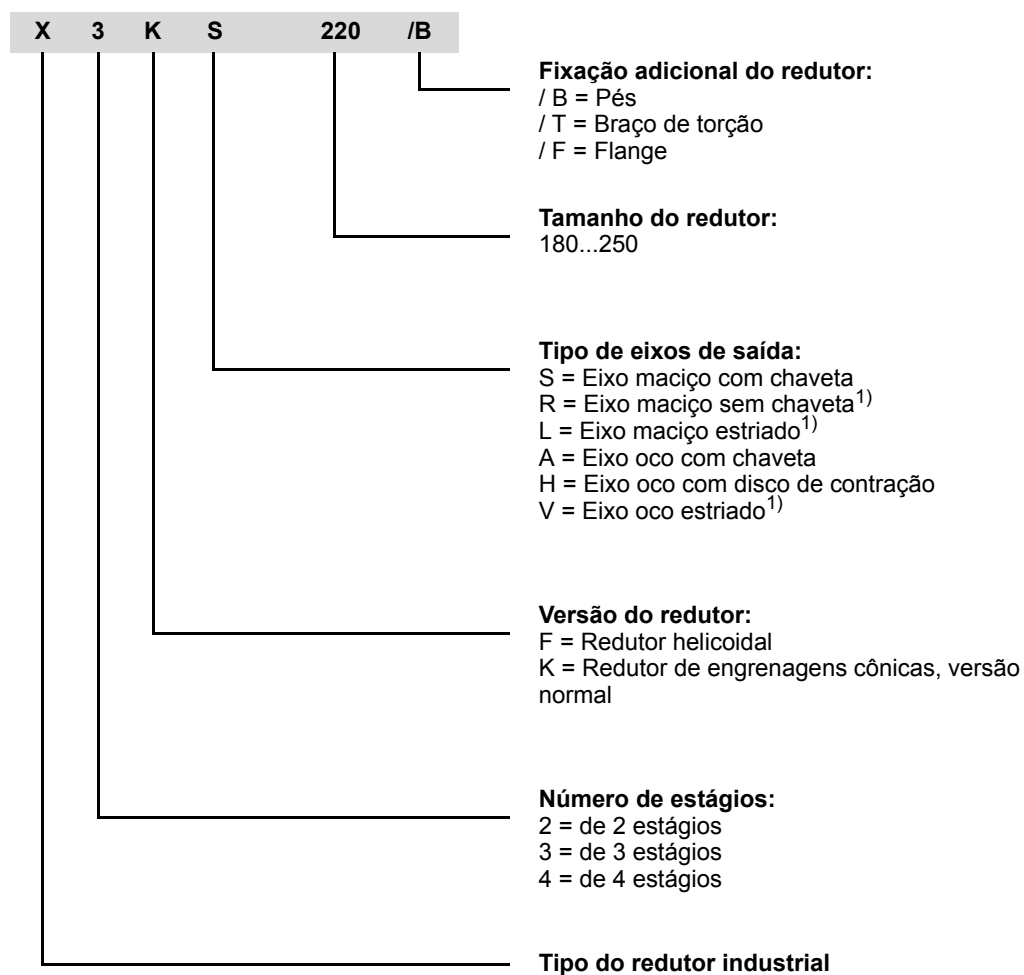 X 3 K S 220 /B
Fixação adicional do redutor:
/ B = Pés
/ T = Braço de torção
/ F = Flange
Tamanho do redutor:
180...250
Tipo de eixos de saída:
S = Eixo maciço com chaveta
R = Eixo maciço sem chaveta1)
L = Eixo maciço estriado1)
A = Eixo oco com chaveta
H = Eixo oco com disco de contração
V = Eixo oco estriado1)
Versão do redutor:
F = Redutor helicoidal
K = Redutor de engrenagens cônicas, versão
normal
Número de estágios:
2 = de 2 estágios
3 = de 3 estágios
4 = de 4 estágios
Tipo do redutor industrial